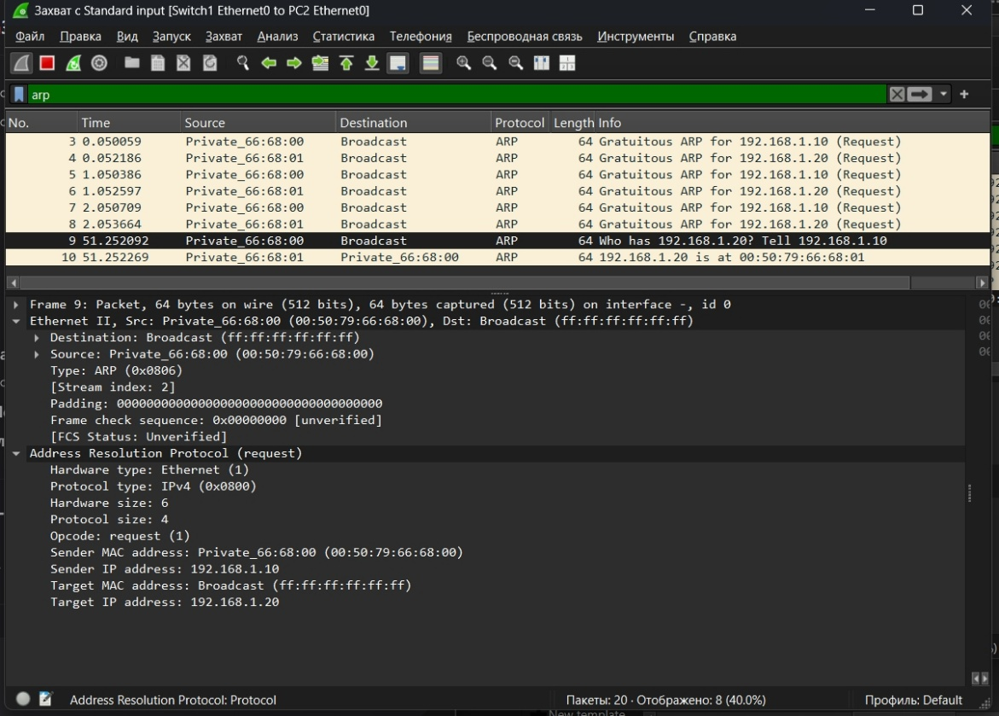 Захват с Standard input [Switch1 Ethernet0 to PC2 Ethernet0]
Файл Правка Вид Запуск Захват Анализ Статистика Телефония Беспроводная связь Инструменты Справка
arp
No. Time Source Destination Protocol Length Info
3 0.050059 Private_66:68:00 Broadcast ARP 64 Gratuitous ARP for 192.168.1.10 (Request)
4 0.052186 Private_66:68:01 Broadcast ARP 64 Gratuitous ARP for 192.168.1.20 (Request)
5 1.050386 Private_66:68:00 Broadcast ARP 64 Gratuitous ARP for 192.168.1.10 (Request)
6 1.052597 Private_66:68:01 Broadcast ARP 64 Gratuitous ARP for 192.168.1.20 (Request)
7 2.050709 Private_66:68:00 Broadcast ARP 64 Gratuitous ARP for 192.168.1.10 (Request)
8 2.053664 Private_66:68:01 Broadcast ARP 64 Gratuitous ARP for 192.168.1.20 (Request)
9 51.252092 Private_66:68:00 Broadcast ARP 64 Who has 192.168.1.20? Tell 192.168.1.10
10 51.252269 Private_66:68:01 Private_66:68:00 ARP 64 192.168.1.20 is at 00:50:79:66:68:01
Frame 9: Packet, 64 bytes on wire (512 bits), 64 bytes captured (512 bits) on interface -, id 0
Ethernet II, Src: Private_66:68:00 (00:50:79:66:68:00), Dst: Broadcast (ff:ff:ff:ff:ff:ff)
Destination: Broadcast (ff:ff:ff:ff:ff:ff)
Source: Private_66:68:00 (00:50:79:66:68:00)
Type: ARP (0x0806)
[Stream index: 2]
Padding: 000000000000000000000000000000000000
Frame check sequence: 0x00000000 [unverified]
[FCS Status: Unverified]
Address Resolution Protocol (request)
Hardware type: Ethernet (1)
Protocol type: IPv4 (0x0800)
Hardware size: 6
Protocol size: 4
Opcode: request (1)
Sender MAC address: Private_66:68:00 (00:50:79:66:68:00)
Sender IP address: 192.168.1.10
Target MAC address: Broadcast (ff:ff:ff:ff:ff:ff)
Target IP address: 192.168.1.20
Address Resolution Protocol: Protocol Пакеты: 20 · Отображено: 8 (40.0%) Профиль: Default
New template